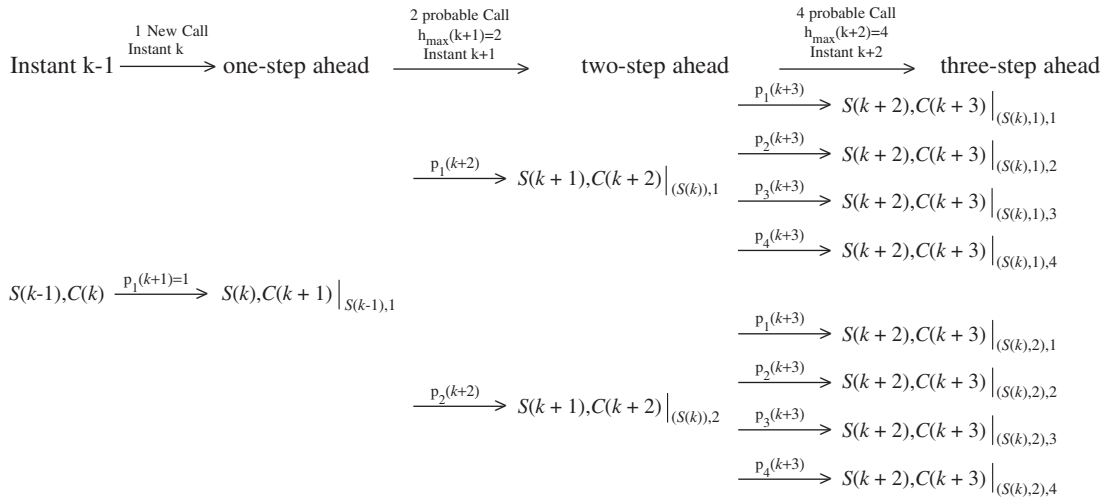 1 New Call
Instant k
2 probable Call
h_max(k+1)=2
Instant k+1
4 probable Call
h_max(k+2)=4
Instant k+2
Instant k-1 one-step ahead two-step ahead three-step ahead
p_1(k+3) S(k + 2),C(k + 3)|_(S(k),1),1
p_2(k+3) S(k + 2),C(k + 3)|_(S(k),1),2
p_1(k+2) S(k + 1),C(k + 2)|_(S(k)),1
p_3(k+3) S(k + 2),C(k + 3)|_(S(k),1),3
p_4(k+3) S(k + 2),C(k + 3)|_(S(k),1),4
S(k-1),C(k) p_1(k+1)=1 S(k),C(k + 1)|_S(k-1),1
p_1(k+3) S(k + 2),C(k + 3)|_(S(k),2),1
p_2(k+3) S(k + 2),C(k + 3)|_(S(k),2),2
p_2(k+2) S(k + 1),C(k + 2)|_(S(k)),2
p_3(k+3) S(k + 2),C(k + 3)|_(S(k),2),3
p_4(k+3) S(k + 2),C(k + 3)|_(S(k),2),4